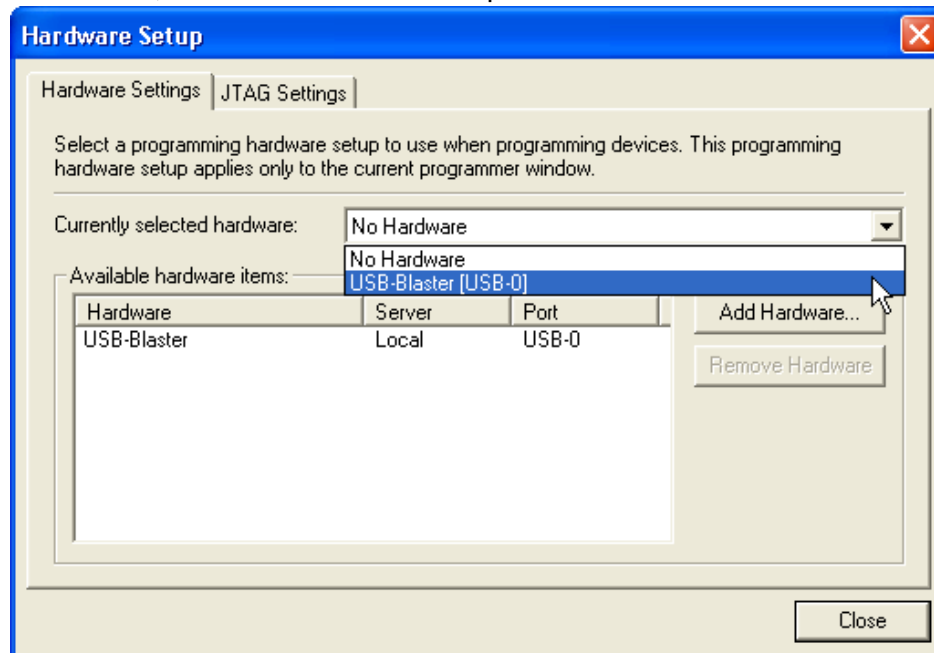 Hardware Setup
Hardware Settings JTAG Settings
Select a programming hardware setup to use when programming devices. This programming
hardware setup applies only to the current programmer window.
Currently selected hardware: No Hardware
No Hardware
Available hardware items: USB-Blaster [USB-0]
Hardware Server Port Add Hardware...
USB-Blaster Local USB-0
Remove Hardware
Close